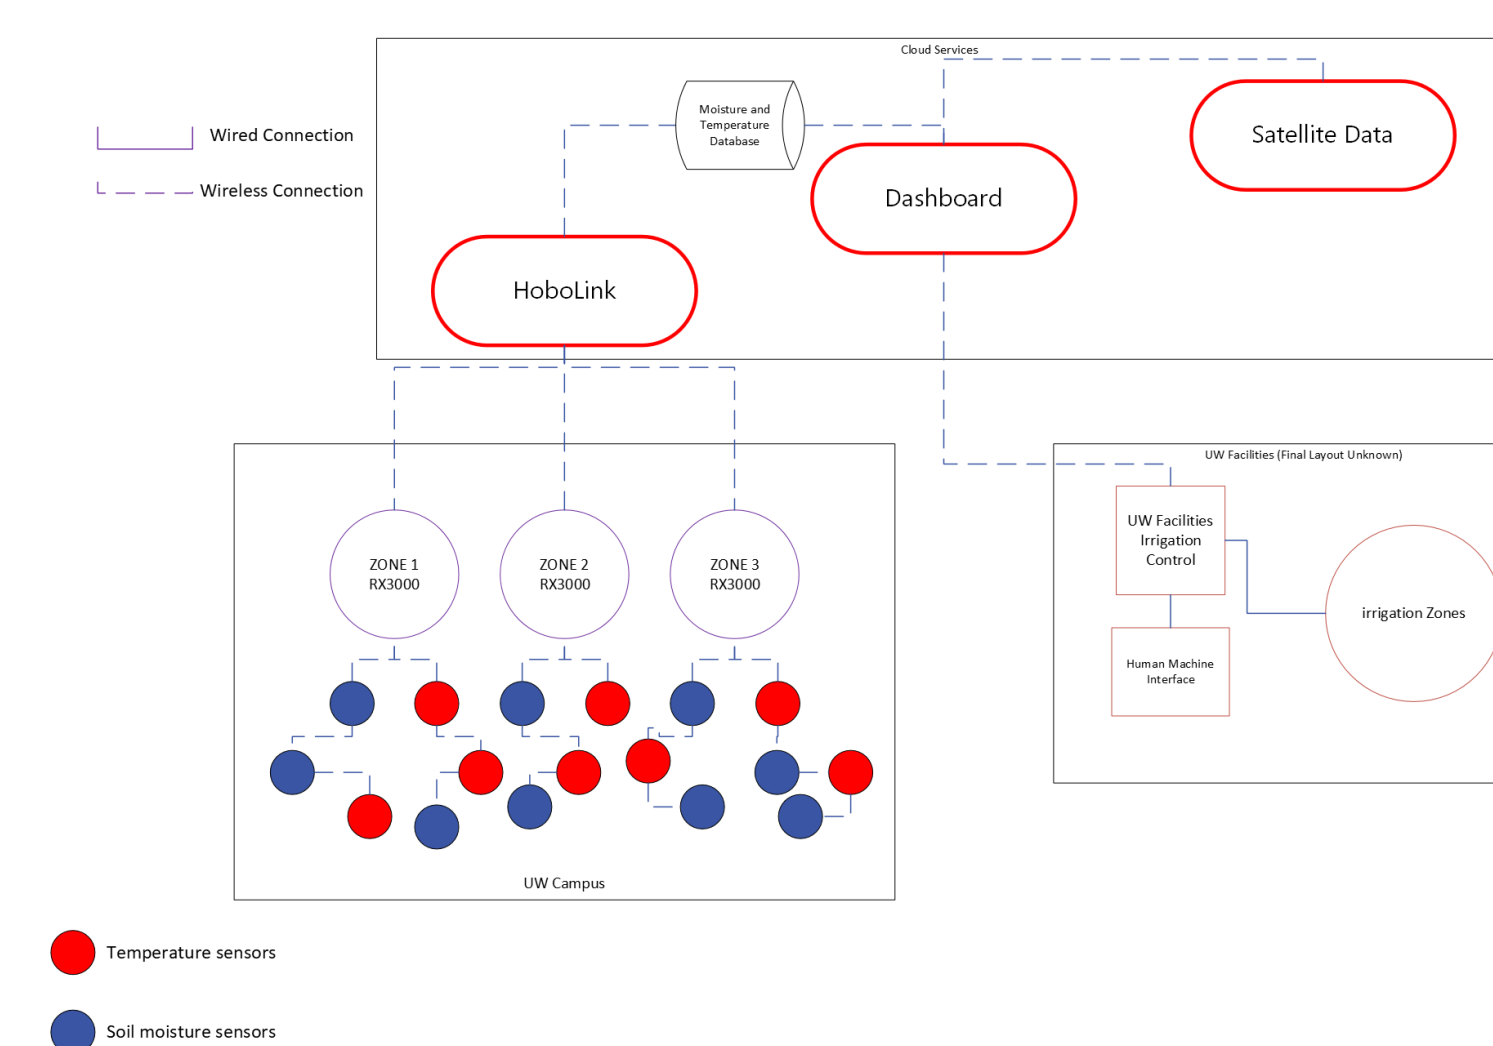 Cloud Services
Moisture and
Temperature
Database
Satellite Data
Dashboard
HoboLink
Wired Connection
Wireless Connection
UW Facilities (Final Layout Unknown)
UW Facilities
Irrigation
Control
irrigation Zones
Human Machine
Interface
ZONE 1
RX3000
ZONE 2
RX3000
ZONE 3
RX3000
UW Campus
Temperature sensors
Soil moisture sensors